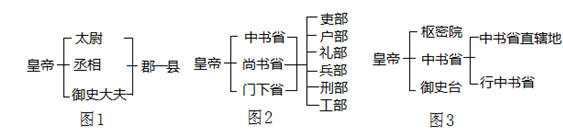 皇帝
太尉
丞相
御史大夫
郡—县
图1
皇帝
中书省
尚书省
门下省
吏部
户部
礼部
兵部
刑部
工部
图2
皇帝
枢密院
中书省
御史台
中书省直辖地
行中书省
图3